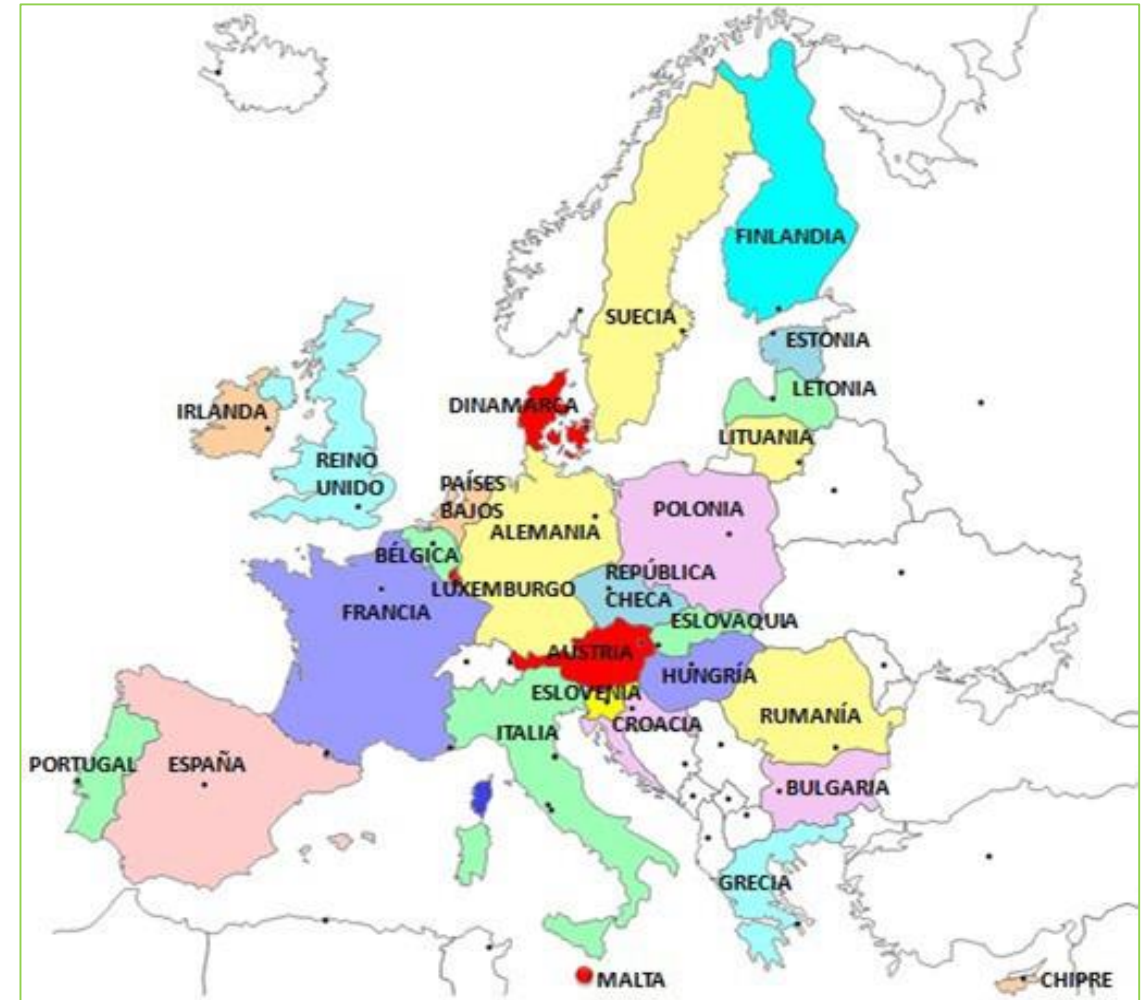 FINLANDIA
SUECIA
ESTONIA
LETONIA
DINAMARCA
IRLANDA
LITUANIA
REINO
UNIDO
PAÍSES
BAJOS
POLONIA
ALEMANIA
BÉLGICA
REPÚBLICA
CHECA
LUXEMBURGO
FRANCIA
ESLOVAQUIA
AUSTRIA
HUNGRÍA
ESLOVENIA
CROACIA
RUMANÍA
ITALIA
PORTUGAL
ESPAÑA
BULGARIA
GRECIA
MALTA
CHIPRE